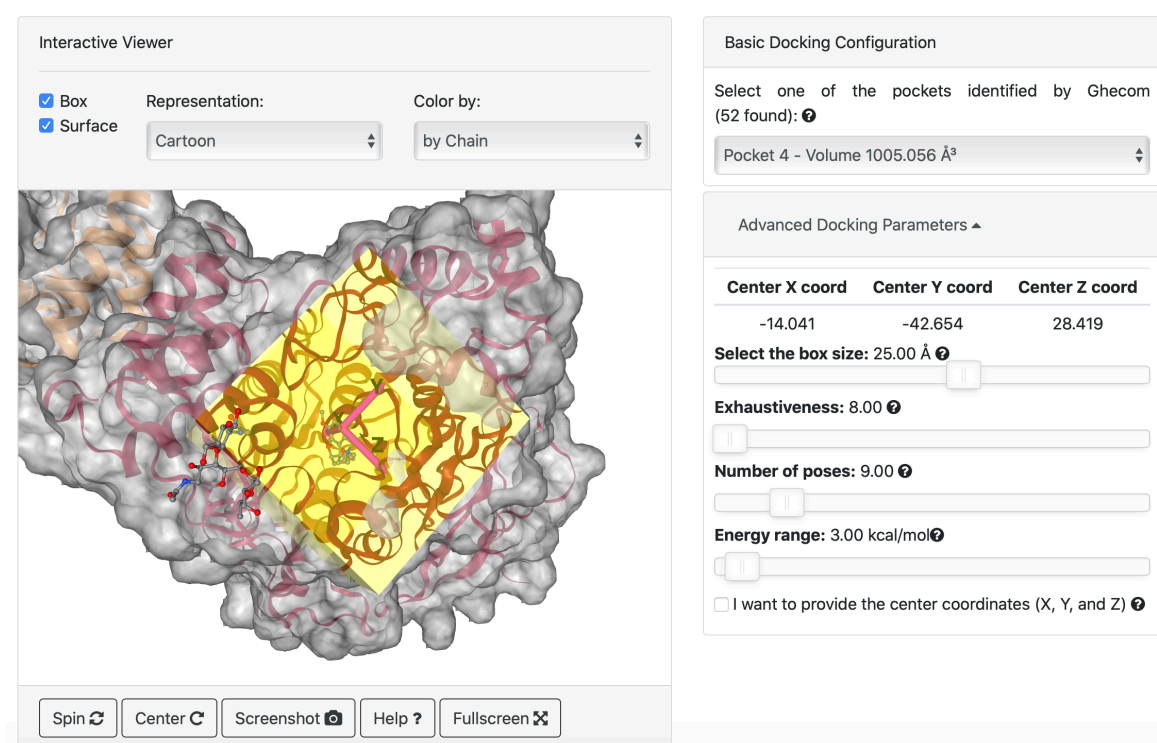 Interactive Viewer
Box
Surface
Representation:
Cartoon
Color by:
by Chain
Y
X
Z
Spin
Center
Screenshot
Help ?
Fullscreen
Basic Docking Configuration
Select one of the pockets identified by Ghecom
(52 found):
Pocket 4 - Volume 1005.056 Å³
Advanced Docking Parameters
Center X coord Center Y coord Center Z coord
-14.041 -42.654 28.419
Select the box size: 25.00 Å
Exhaustiveness: 8.00
Number of poses: 9.00
Energy range: 3.00 kcal/mol
I want to provide the center coordinates (X, Y, and Z)